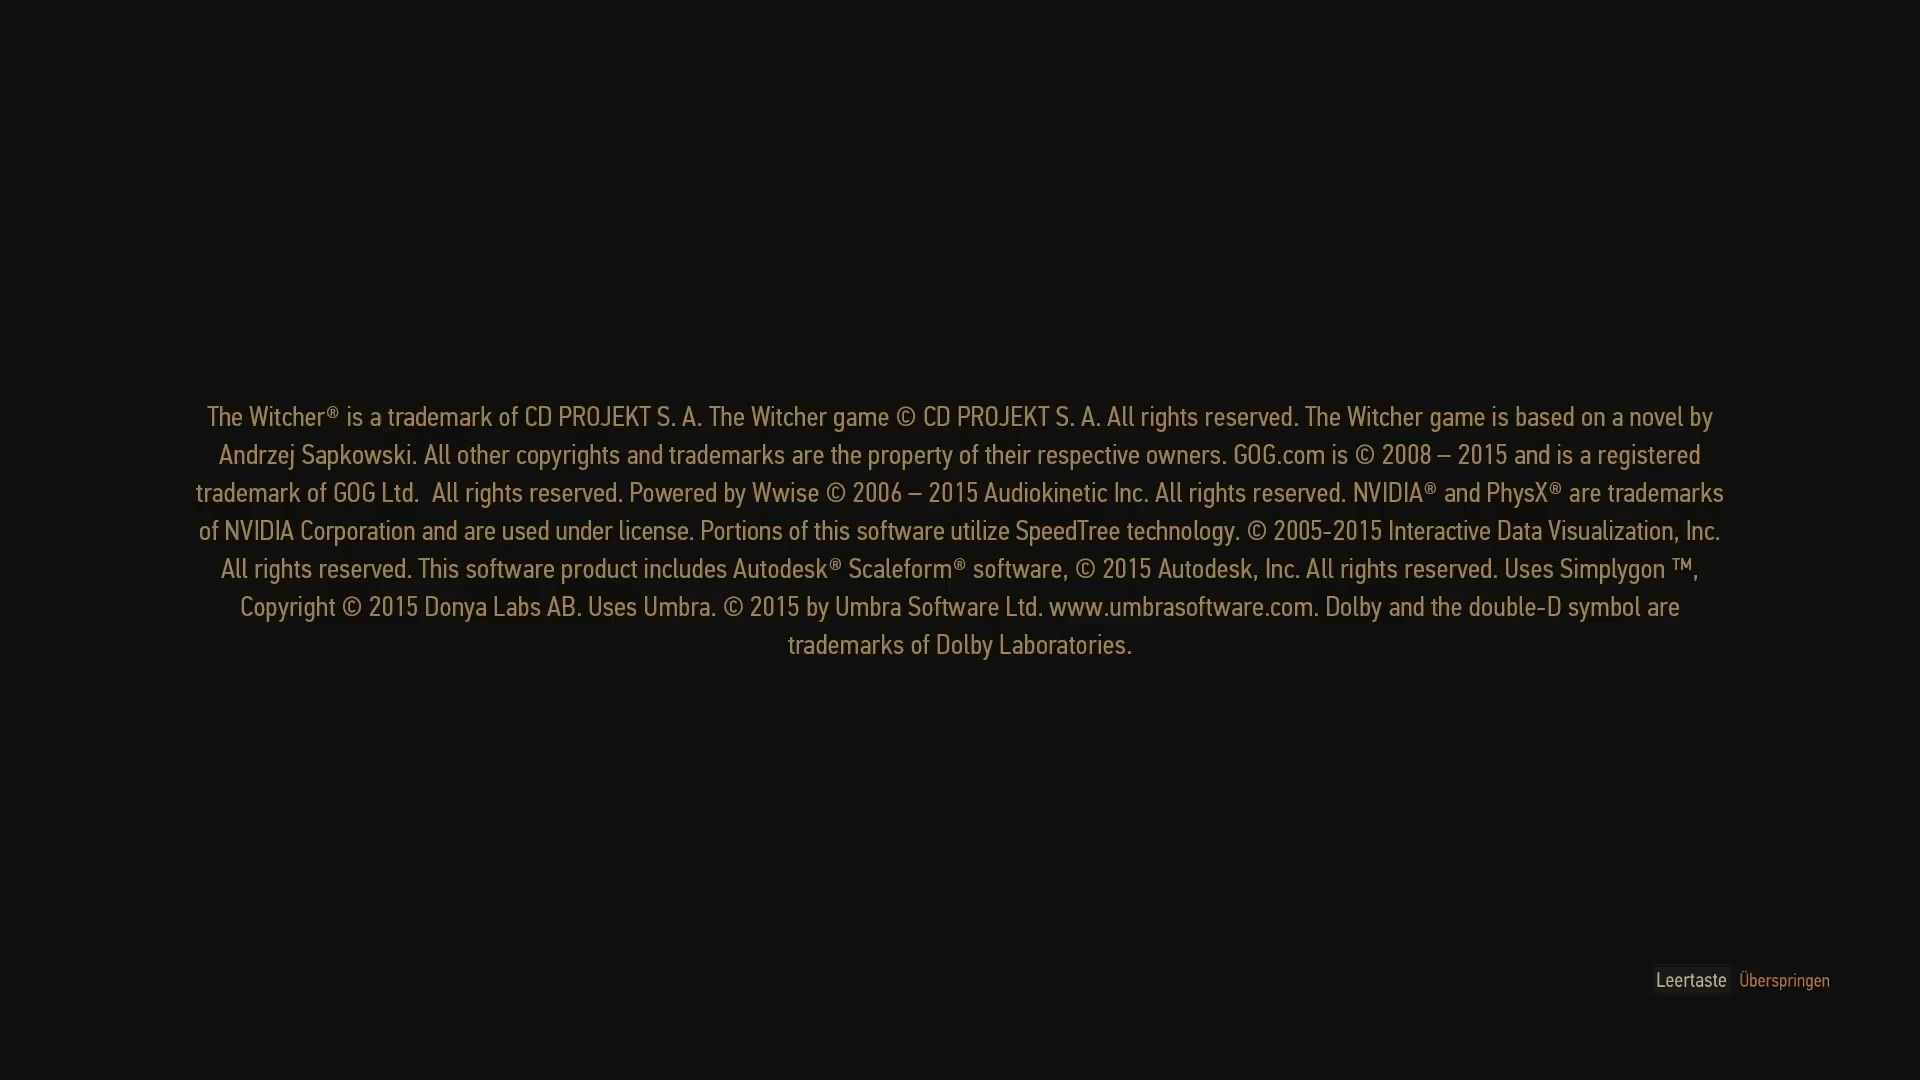 The Witcher® is a trademark of CD PROJEKT S. A. The Witcher game © CD PROJEKT S. A. All rights reserved. The Witcher game is based on a novel by
Andrzej Sapkowski. All other copyrights and trademarks are the property of their respective owners. GOG.com is © 2008 – 2015 and is a registered
trademark of GOG Ltd.  All rights reserved. Powered by Wwise © 2006 – 2015 Audiokinetic Inc. All rights reserved. NVIDIA® and PhysX® are trademarks
of NVIDIA Corporation and are used under license. Portions of this software utilize SpeedTree technology. © 2005-2015 Interactive Data Visualization, Inc.
All rights reserved. This software product includes Autodesk® Scaleform® software, © 2015 Autodesk, Inc. All rights reserved. Uses Simplygon ™,
Copyright © 2015 Donya Labs AB. Uses Umbra. © 2015 by Umbra Software Ltd. www.umbrasoftware.com. Dolby and the double-D symbol are
trademarks of Dolby Laboratories.
Leertaste Überspringen